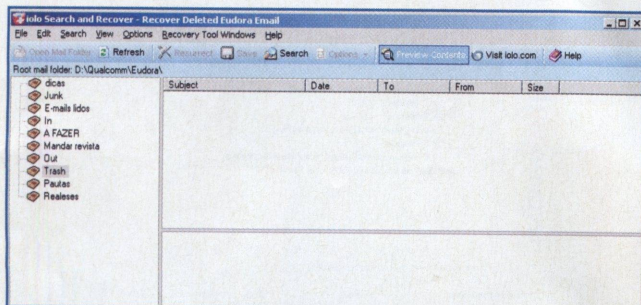 iolo Search and Recover - Recover Deleted Eudora Email
File Edit Search View Options Recovery Tool Windows Help
Open Mail Folder Refresh Resurrect Save Search Options Preview Contents Visit iolo.com Help
Root mail folder: D:\Qualcomm\Eudora\
Subject Date To From Size
dicas
Junk
E-mails lidos
In
A FAZER
Mandar revista
Out
Trash
Pautas
Realeses